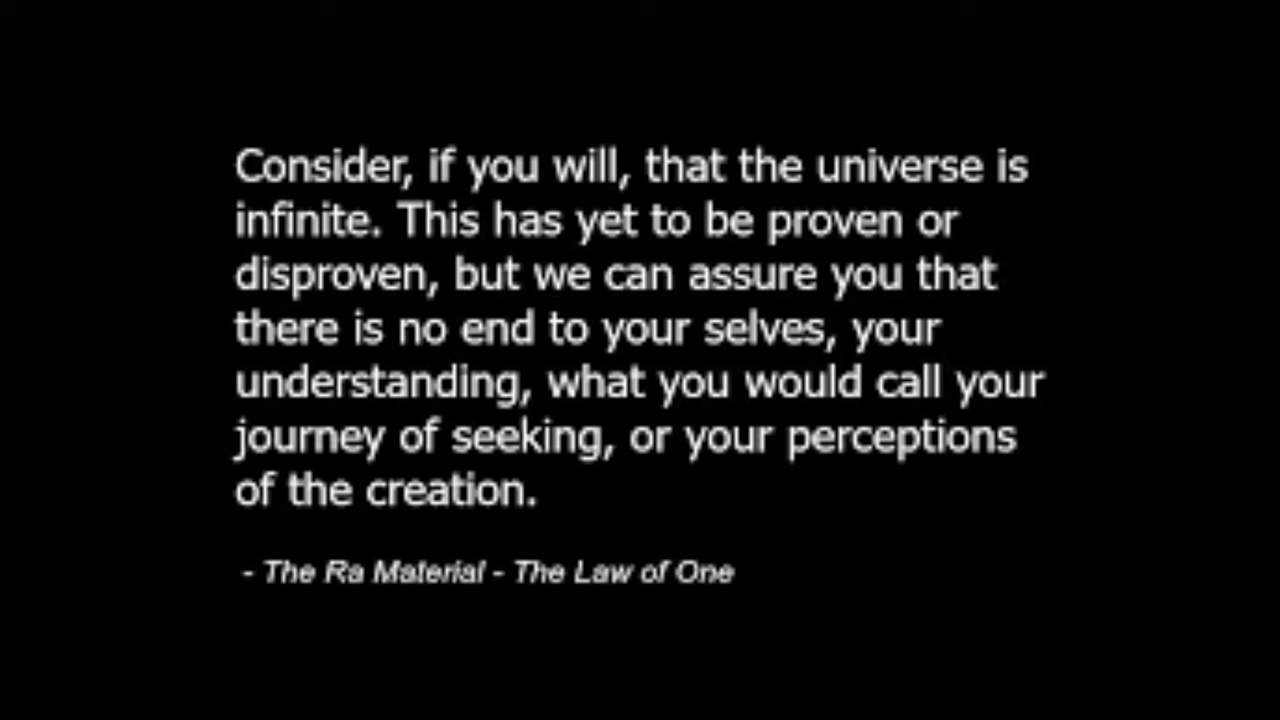 Consider, if you will, that the universe is
infinite. This has yet to be proven or
disproven, but we can assure you that
there is no end to your selves, your
understanding, what you would call your
journey of seeking, or your perceptions
of the creation.
- The Ra Material - The Law of One